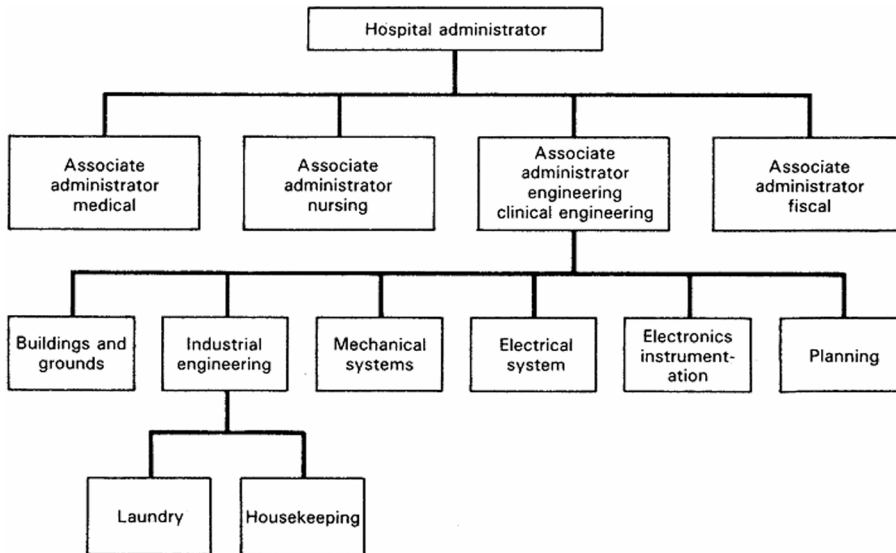 Hospital administrator
Associate
administrator
medical
Associate
administrator
nursing
Associate
administrator
engineering
clinical engineering
Associate
administrator
fiscal
Buildings and
grounds
Industrial
engineering
Mechanical
systems
Electrical
system
Electronics
instrument-
ation
Planning
Laundry
Housekeeping